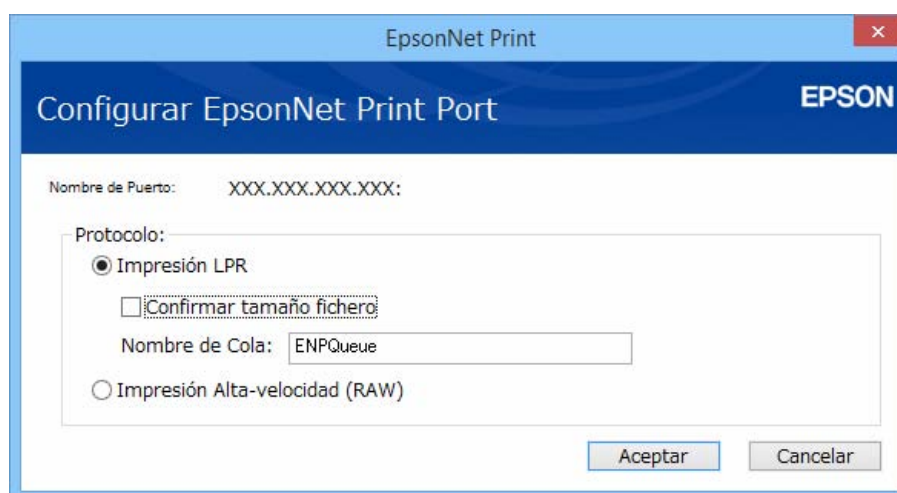 EpsonNet Print
Configurar EpsonNet Print Port
EPSON
Nombre de Puerto: XXX.XXX.XXX.XXX:
Protocolo:
Impresión LPR
Confirmar tamaño fichero
Nombre de Cola: ENPQueue
Impresión Alta-velocidad (RAW)
Aceptar Cancelar